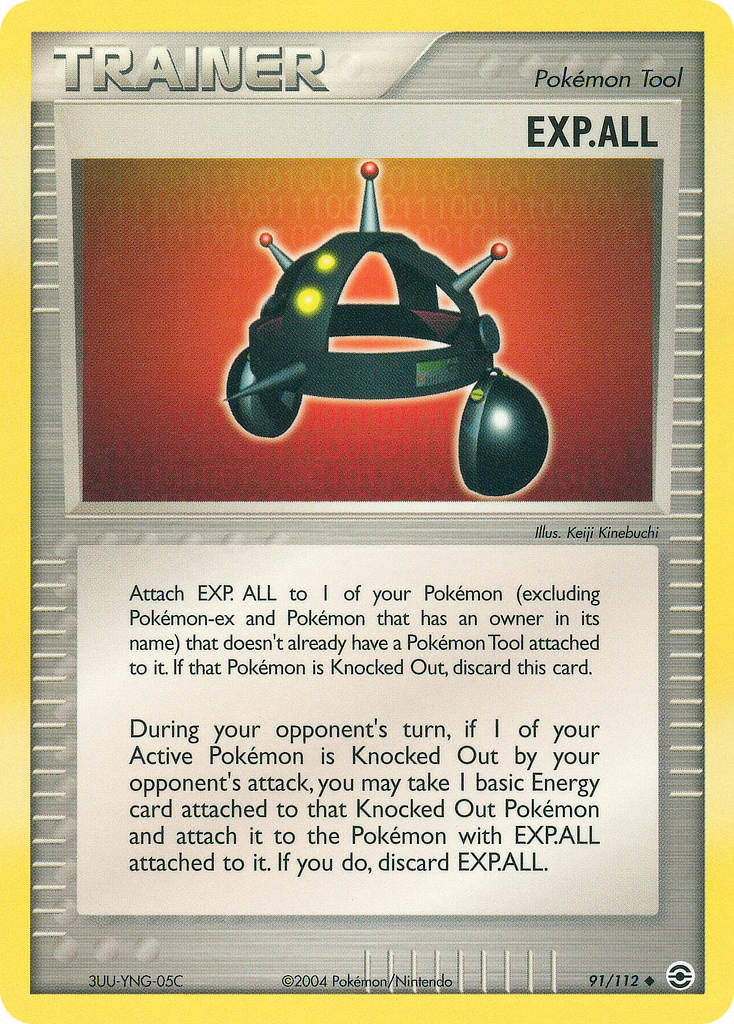 TRAINER
Pokémon Tool
EXP.ALL
Illus. Keiji Kinebuchi
Attach EXP. ALL to 1 of your Pokémon (excluding
Pokémon-ex and Pokémon that has an owner in its
name) that doesn't already have a Pokémon Tool attached
to it. If that Pokémon is Knocked Out, discard this card.
During your opponent's turn, if 1 of your
Active Pokémon is Knocked Out by your
opponent's attack, you may take 1 basic Energy
card attached to that Knocked Out Pokémon
and attach it to the Pokémon with EXP.ALL
attached to it. If you do, discard EXP.ALL.
3UU-YNG-05C
©2004 Pokémon/Nintendo
91/112 ◆